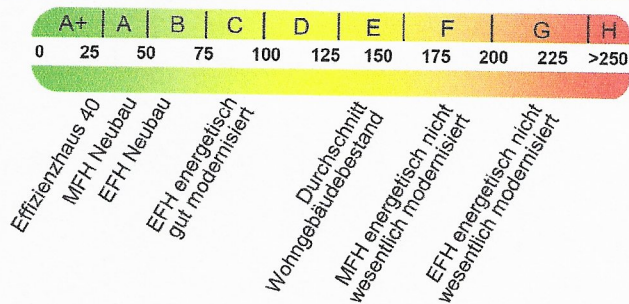 A+ A B C D E F G H
0 25 50 75 100 125 150 175 200 225 >250
Effizienzhaus 40
MFH Neubau
EFH Neubau
EFH energetisch
gut modernisiert
Durchschnitt
Wohngebäudebestand
MFH energetisch nicht
wesentlich modernisiert
EFH energetisch nicht
wesentlich modernisiert